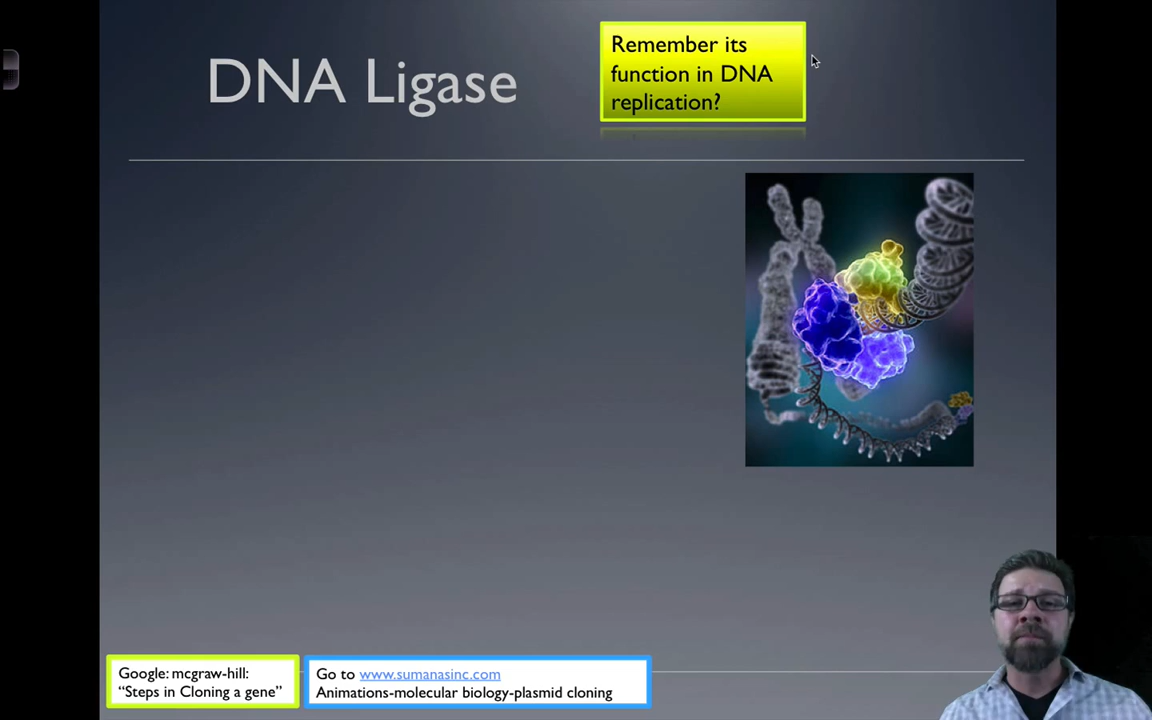 DNA Ligase
Remember its
function in DNA
replication?
Google: mcgraw-hill:
“Steps in Cloning a gene”
Go to www.sumanasinc.com
Animations-molecular biology-plasmid cloning